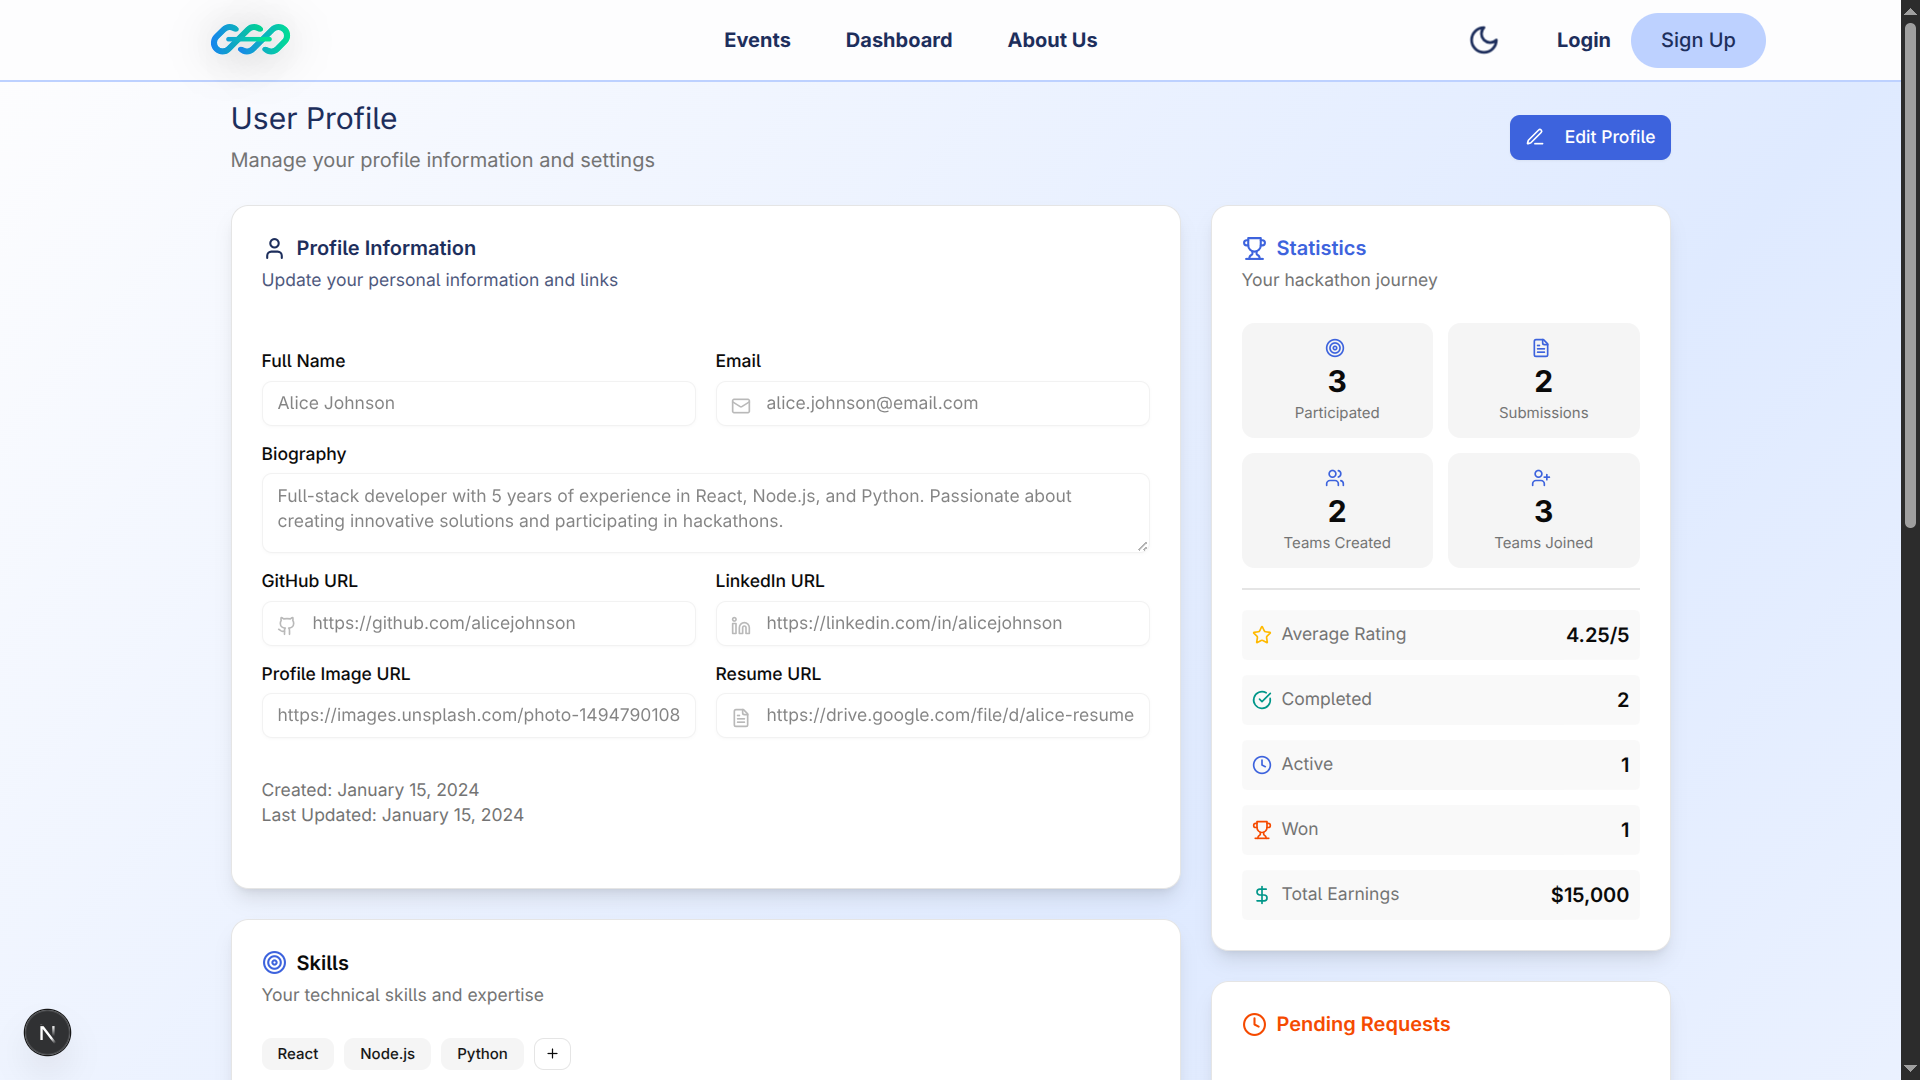 Events
Dashboard
About Us
Login
Sign Up
User Profile
Manage your profile information and settings
Edit Profile
Profile Information
Update your personal information and links
Full Name
Alice Johnson
Email
alice.johnson@email.com
Biography
Full-stack developer with 5 years of experience in React, Node.js, and Python. Passionate about
creating innovative solutions and participating in hackathons.
GitHub URL
https://github.com/alicejohnson
LinkedIn URL
https://linkedin.com/in/alicejohnson
Profile Image URL
https://images.unsplash.com/photo-1494790108
Resume URL
https://drive.google.com/file/d/alice-resume
Created: January 15, 2024
Last Updated: January 15, 2024
Skills
Your technical skills and expertise
React
Node.js
Python
+
Statistics
Your hackathon journey
3
Participated
2
Submissions
2
Teams Created
3
Teams Joined
Average Rating
4.25/5
Completed
2
Active
1
Won
1
Total Earnings
$15,000
Pending Requests
N